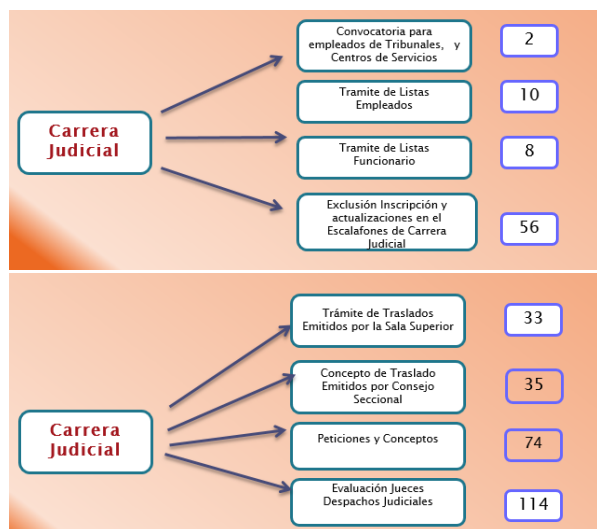 Convocatoria para
empleados de Tribunales, y
Centros de Servicios
2
Tramite de Listas
Empleados
10
Carrera
Judicial
Tramite de Listas
Funcionario
8
Exclusión Inscripción y
actualizaciones en el
Escalafones de Carrera
Judicial
56
Trámite de Traslados
Emitidos por la Sala Superior
33
Concepto de Traslado
Emitidos por Consejo
Seccional
35
Carrera
Judicial
Peticiones y Conceptos
74
Evaluación Jueces
Despachos Judiciales
114